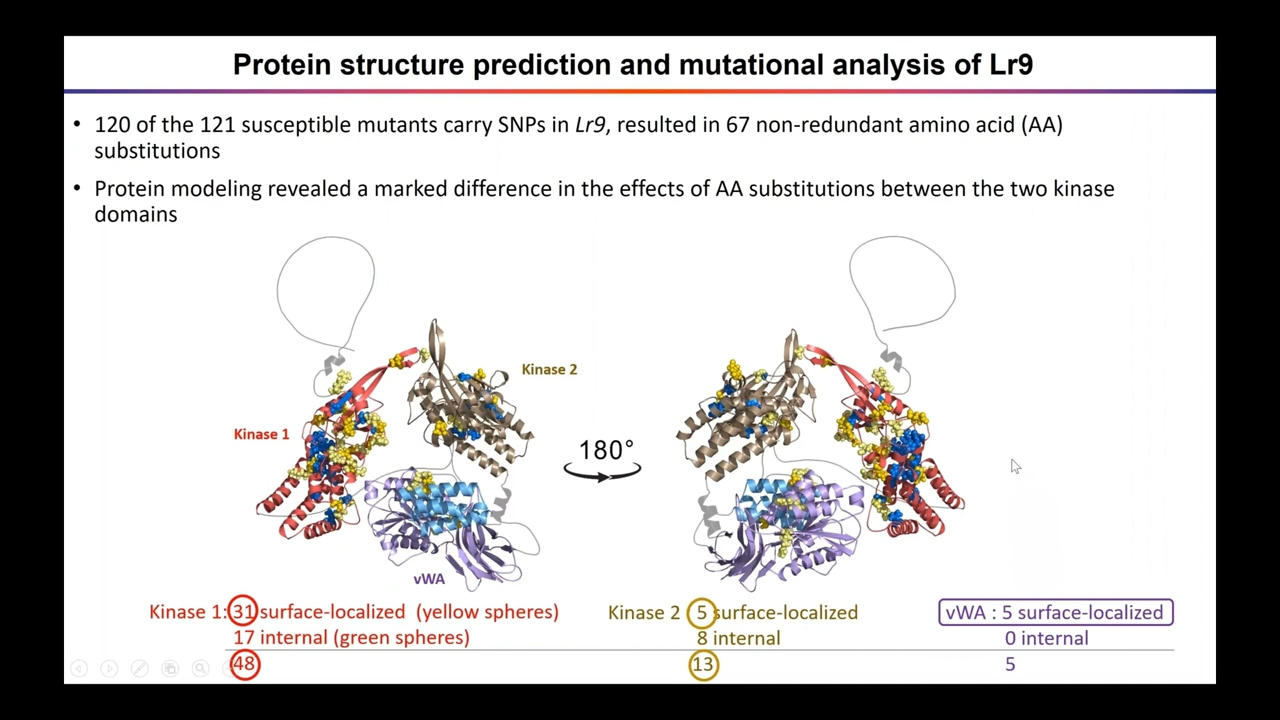 Protein structure prediction and mutational analysis of Lr9
• 120 of the 121 susceptible mutants carry SNPs in Lr9, resulted in 67 non-redundant amino acid (AA)
substitutions
• Protein modeling revealed a marked difference in the effects of AA substitutions between the two kinase
domains
Kinase 2
Kinase 1
180°
vWA
Kinase 1: 31 surface-localized (yellow spheres)
17 internal (green spheres)
48
Kinase 2 5 surface-localized
8 internal
13
vWA : 5 surface-localized
0 internal
5